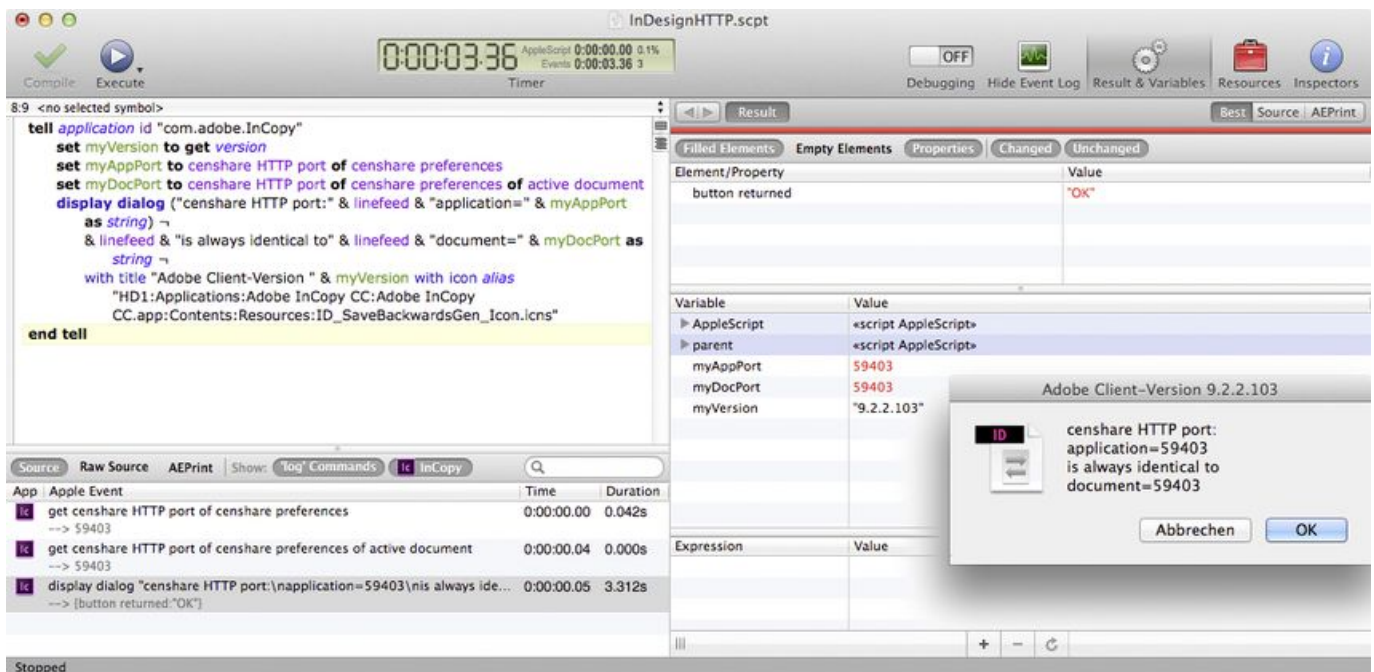 InDesignHTTP.scpt
Compile
Execute
0:00:03.36
AppleScript 0:00:00.00 0.1%
Events 0:00:03.36 3
Timer
OFF
Debugging
Hide Event Log
Result & Variables
Resources
Inspectors
8:9 <no selected symbol>
tell application id "com.adobe.InCopy"
set myVersion to get version
set myAppPort to censhare HTTP port of censhare preferences
set myDocPort to censhare HTTP port of censhare preferences of active document
display dialog ("censhare HTTP port:" & linefeed & "application=" & myAppPort
as string) ¬
& linefeed & "is always identical to" & linefeed & "document=" & myDocPort as
string ¬
with title "Adobe Client-Version " & myVersion with icon alias
"HD1:Applications:Adobe InCopy CC:Adobe InCopy
CC.app:Contents:Resources:ID_SaveBackwardsGen_Icon.icns"
end tell
Source Raw Source AEPrint Show: 'log' Commands Ic InCopy
App Apple Event Time Duration
Ic get censhare HTTP port of censhare preferences 0:00:00.00 0.042s
--> 59403
Ic get censhare HTTP port of censhare preferences of active document 0:00:00.04 0.000s
--> 59403
Ic display dialog "censhare HTTP port:\napplication=59403\nis always ide... 0:00:00.05 3.312s
--> {button returned:"OK"}
Result
Best Source AEPrint
Filled Elements Empty Elements Properties Changed Unchanged
Element/Property Value
button returned "OK"
Variable Value
AppleScript «script AppleScript»
parent «script AppleScript»
myAppPort 59403
myDocPort 59403
myVersion "9.2.2.103"
Expression Value
Adobe Client-Version 9.2.2.103
ID
censhare HTTP port:
application=59403
is always identical to
document=59403
Abbrechen OK
Stopped